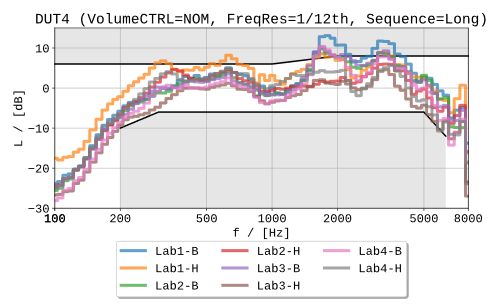 DUT4 (VolumeCTRL=NOM, FreqRes=1/12th, Sequence=Long)
10
0
−10
−20
−30
L / [dB]
100 200 500 1000 2000 5000 8000
f / [Hz]
Lab1-B Lab2-H Lab4-B
Lab1-H Lab3-B Lab4-H
Lab2-B Lab3-H